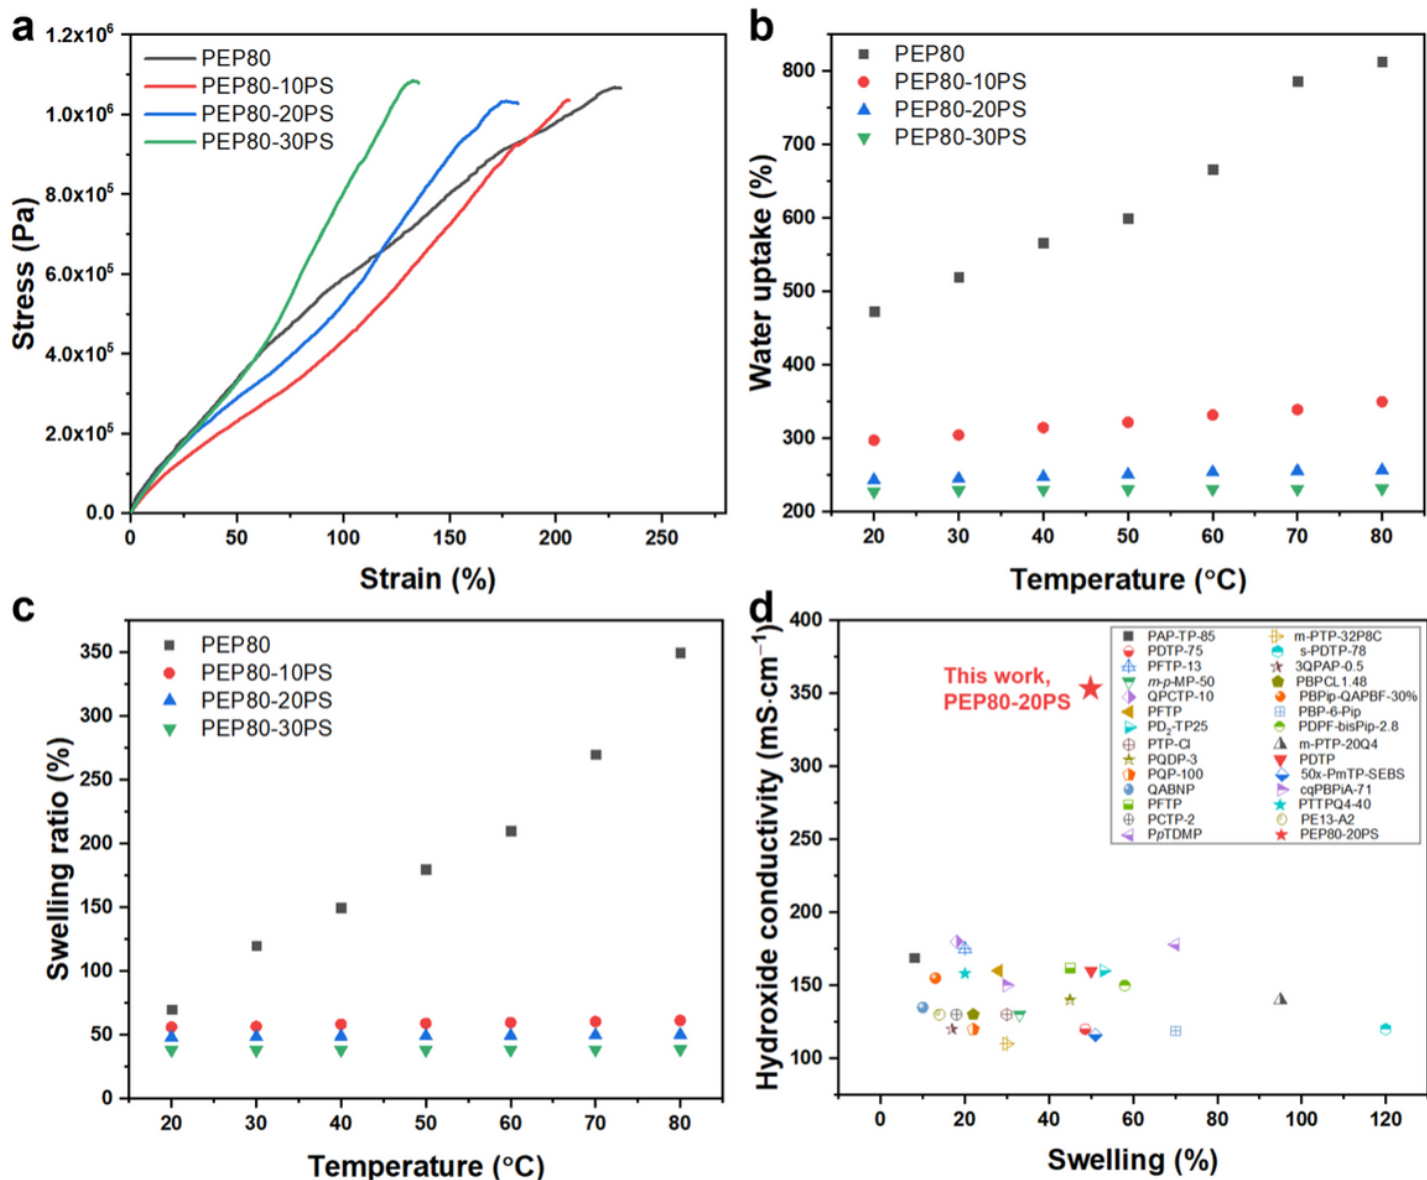 a
1.2x10⁶
1.0x10⁶
8.0x10⁵
6.0x10⁵
4.0x10⁵
2.0x10⁵
0.0
Stress (Pa)
PEP80
PEP80-10PS
PEP80-20PS
PEP80-30PS
0 50 100 150 200 250
Strain (%)
b
800
700
600
500
400
300
200
Water uptake (%)
PEP80
PEP80-10PS
PEP80-20PS
PEP80-30PS
20 30 40 50 60 70 80
Temperature (°C)
c
350
300
250
200
150
100
50
0
Swelling ratio (%)
PEP80
PEP80-10PS
PEP80-20PS
PEP80-30PS
20 30 40 50 60 70 80
Temperature (°C)
d
400
350
300
250
200
150
100
Hydroxide conductivity (mS·cm⁻¹)
This work,
PEP80-20PS
PAP-TP-85 m-PTP-32P8C
PDTP-75 s-PDTP-78
PFTP-13 3QPAP-0.5
m-p-MP-50 PBPCL1.48
QPCTP-10 PBPip-QAPBF-30%
PFTP PBP-6-Pip
PD₂-TP25 PDPF-bisPip-2.8
PTP-Cl m-PTP-20Q4
PQDP-3 PDTP
PQP-100 50x-PmTP-SEBS
QABNP cqPBPiA-71
PFTP PTTPQ4-40
PCTP-2 PE13-A2
PpTDMP PEP80-20PS
0 20 40 60 80 100 120
Swelling (%)